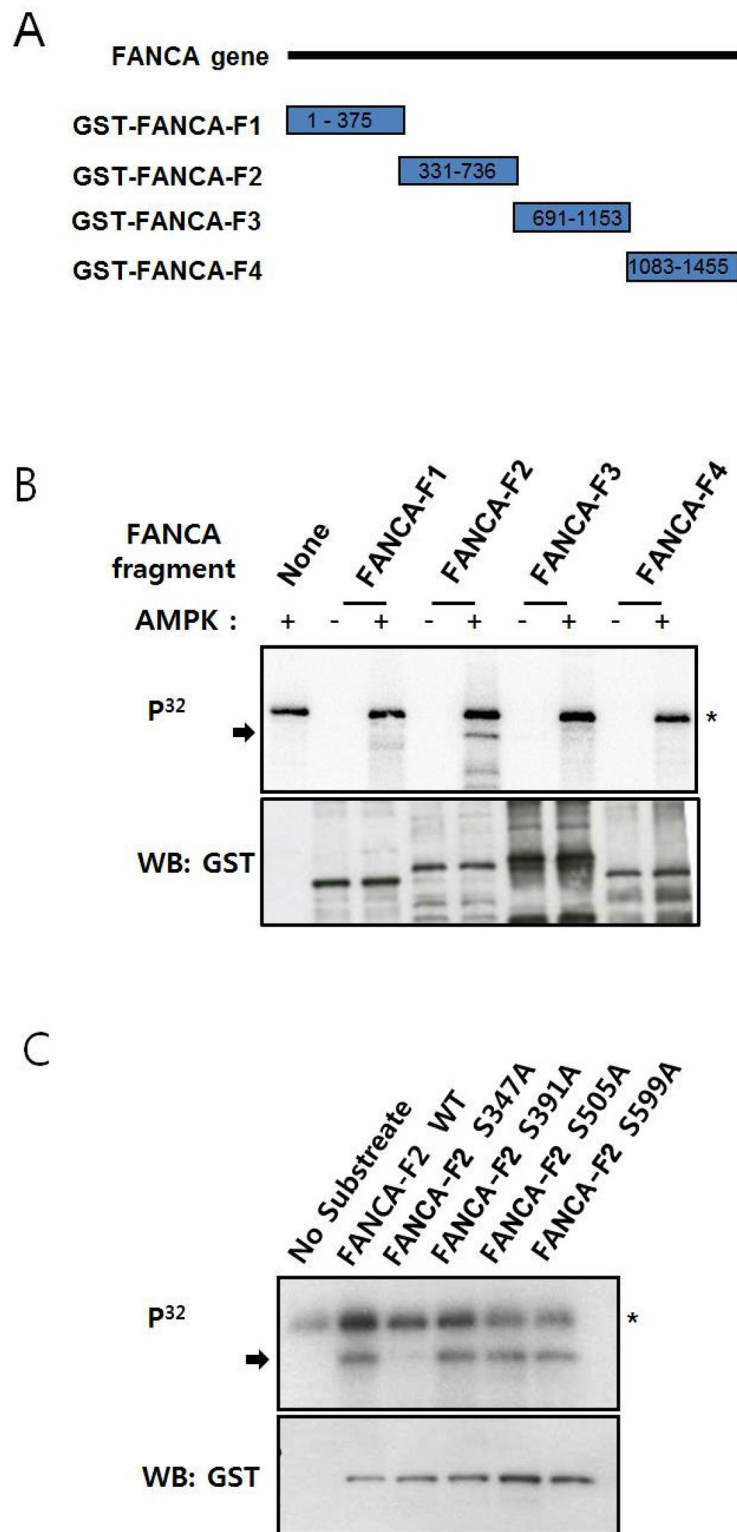 A
FANCA gene
GST-FANCA-F1
1 - 375
GST-FANCA-F2
331-736
GST-FANCA-F3
691-1153
GST-FANCA-F4
1083-1455
B
FANCA fragment
None
FANCA-F1
FANCA-F2
FANCA-F3
FANCA-F4
AMPK :
+ - + - + - + - +
P32
*
WB: GST
C
No Substreate
FANCA-F2 WT
FANCA-F2 S347A
FANCA-F2 S391A
FANCA-F2 S505A
FANCA-F2 S599A
P32
*
WB: GST